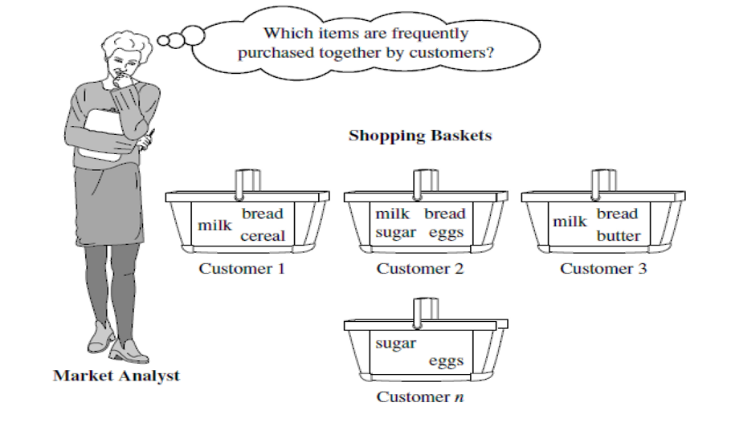 Which items are frequently
purchased together by customers?
Shopping Baskets
milk bread
cereal
Customer 1
milk bread
sugar eggs
Customer 2
milk bread
butter
Customer 3
sugar
eggs
Customer n
Market Analyst